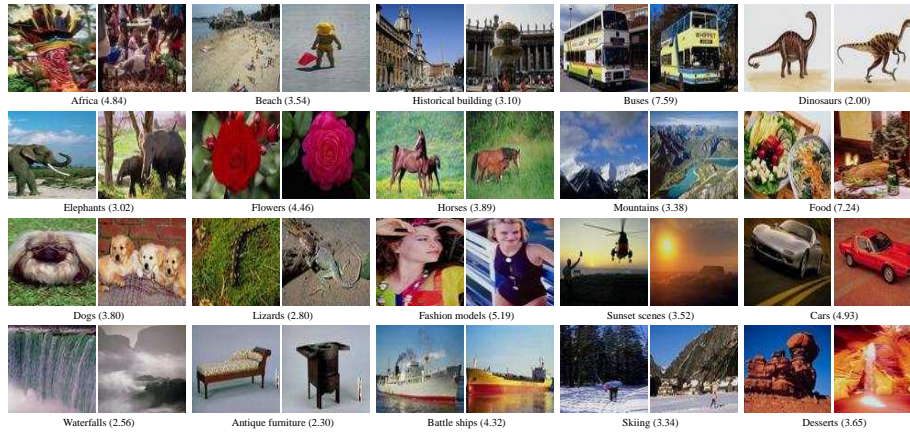 Africa (4.84)
Beach (3.54)
Historical building (3.10)
Buses (7.59)
Dinosaurs (2.00)
Elephants (3.02)
Flowers (4.46)
Horses (3.89)
Mountains (3.38)
Food (7.24)
Dogs (3.80)
Lizards (2.80)
Fashion models (5.19)
Sunset scenes (3.52)
Cars (4.93)
Waterfalls (2.56)
Antique furniture (2.30)
Battle ships (4.32)
Skiing (3.34)
Desserts (3.65)